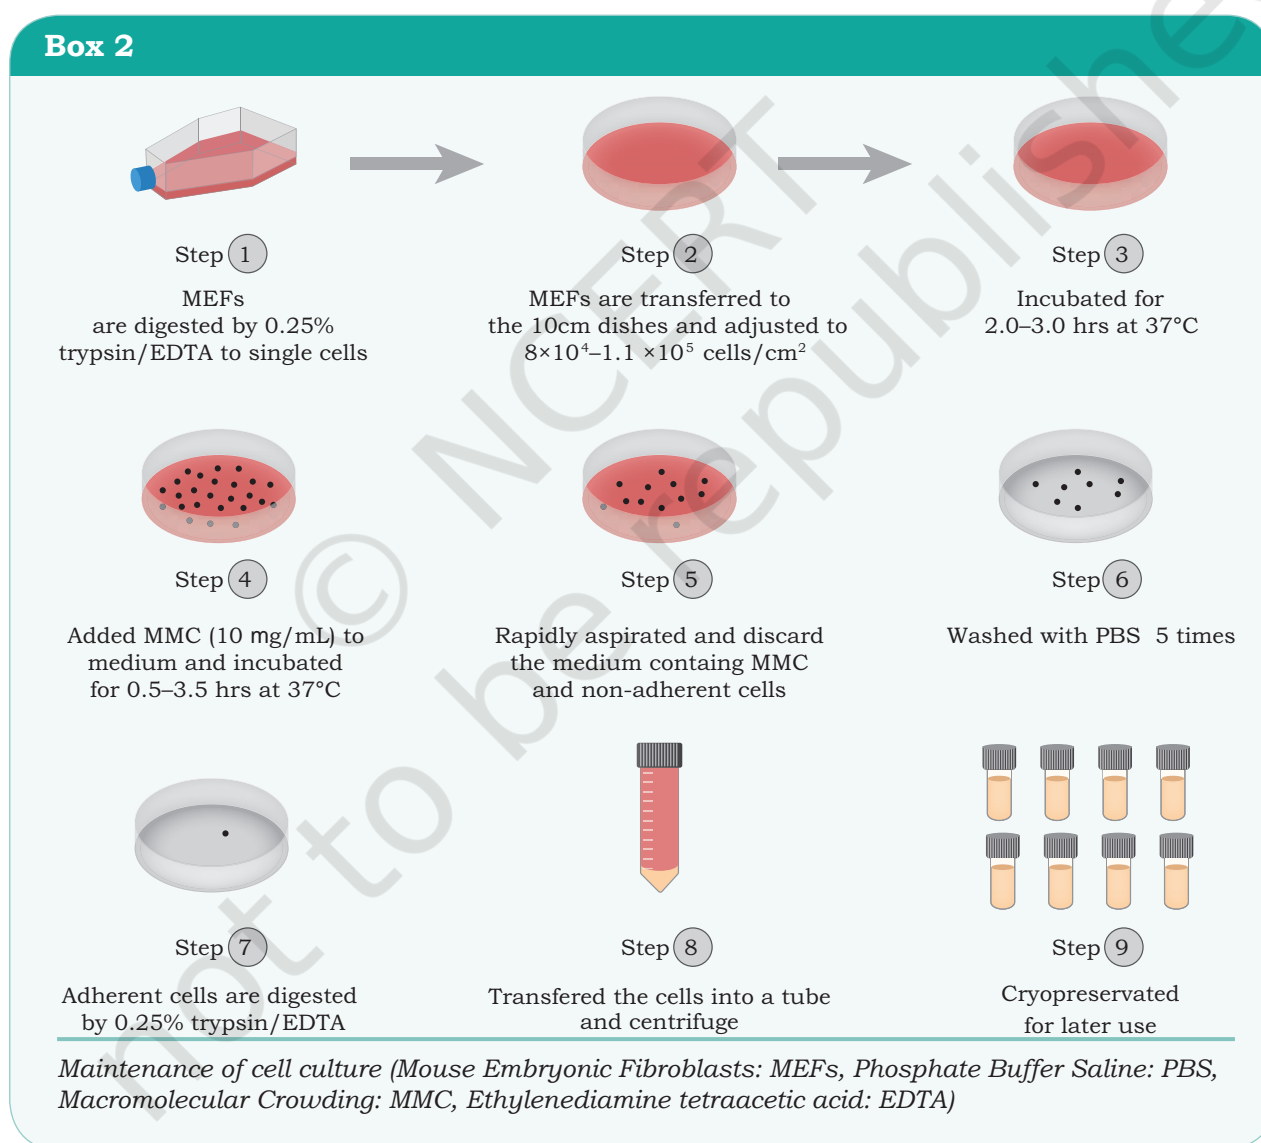 Box 2
Step 1
MEFs
are digested by 0.25%
trypsin/EDTA to single cells
Step 2
MEFs are transferred to
the 10cm dishes and adjusted to
8×10⁴–1.1 ×10⁵ cells/cm²
Step 3
Incubated for
2.0–3.0 hrs at 37°C
Step 4
Added MMC (10 mg/mL) to
medium and incubated
for 0.5–3.5 hrs at 37°C
Step 5
Rapidly aspirated and discard
the medium containg MMC
and non-adherent cells
Step 6
Washed with PBS 5 times
Step 7
Adherent cells are digested
by 0.25% trypsin/EDTA
Step 8
Transfered the cells into a tube
and centrifuge
Step 9
Cryopreservated
for later use
Maintenance of cell culture (Mouse Embryonic Fibroblasts: MEFs, Phosphate Buffer Saline: PBS,
Macromolecular Crowding: MMC, Ethylenediamine tetraacetic acid: EDTA)
© NCERT
not to be republished